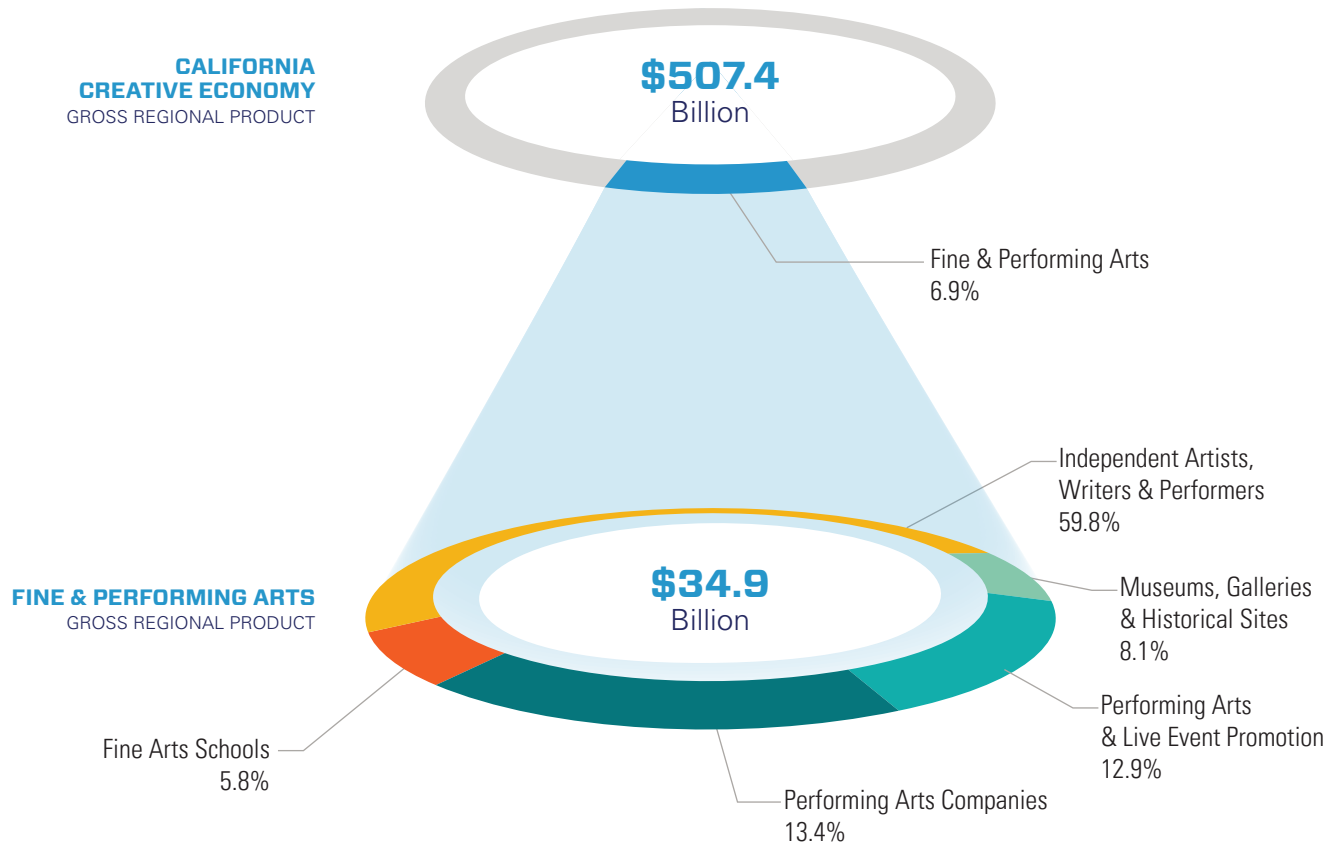 CALIFORNIA
CREATIVE ECONOMY
GROSS REGIONAL PRODUCT
$507.4
Billion
Fine & Performing Arts
6.9%
Independent Artists,
Writers & Performers
59.8%
FINE & PERFORMING ARTS
GROSS REGIONAL PRODUCT
$34.9
Billion
Museums, Galleries
& Historical Sites
8.1%
Performing Arts
& Live Event Promotion
12.9%
Fine Arts Schools
5.8%
Performing Arts Companies
13.4%